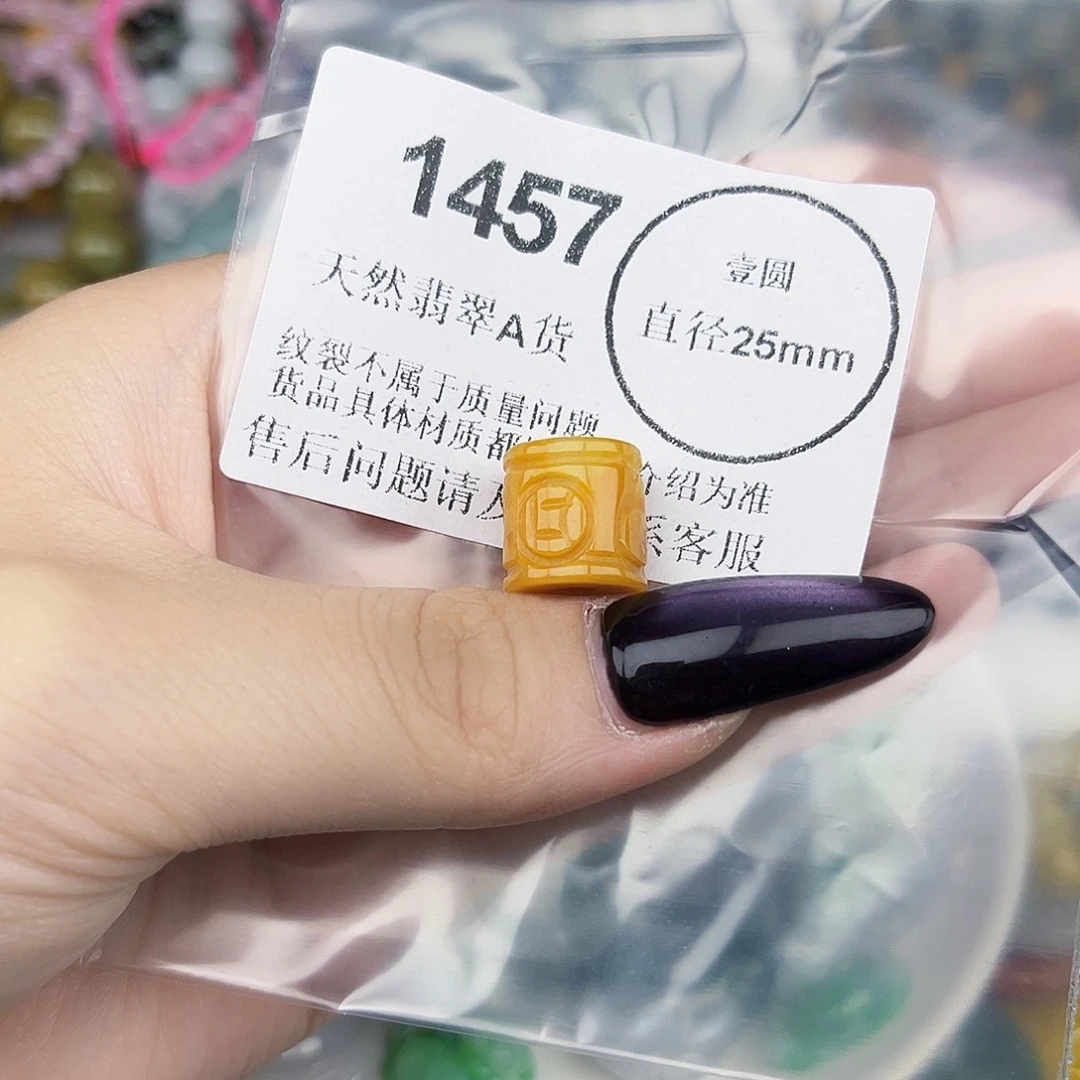 1457
天然翡翠A货
纹裂不属于质量问题
货品具体材质都 介绍为准
售后问题请 系客服
壹圆
直径25mm